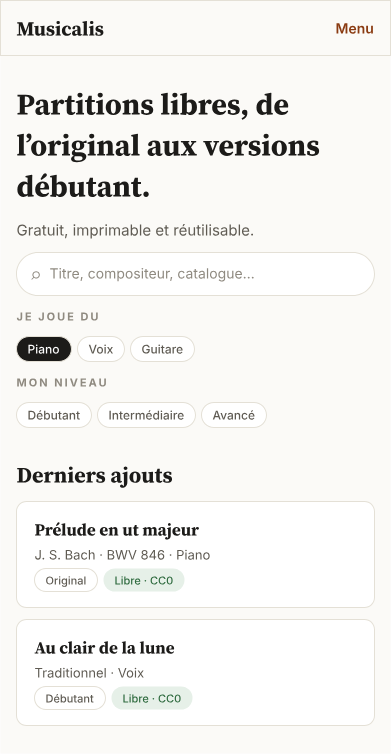 Musicalis
Menu
Partitions libres, de
l’original aux versions
débutant.
Gratuit, imprimable et réutilisable.
Titre, compositeur, catalogue…
JE JOUE DU
Piano
Voix
Guitare
MON NIVEAU
Débutant
Intermédiaire
Avancé
Derniers ajouts
Prélude en ut majeur
J. S. Bach · BWV 846 · Piano
Original
Libre · CC0
Au clair de la lune
Traditionnel · Voix
Débutant
Libre · CC0